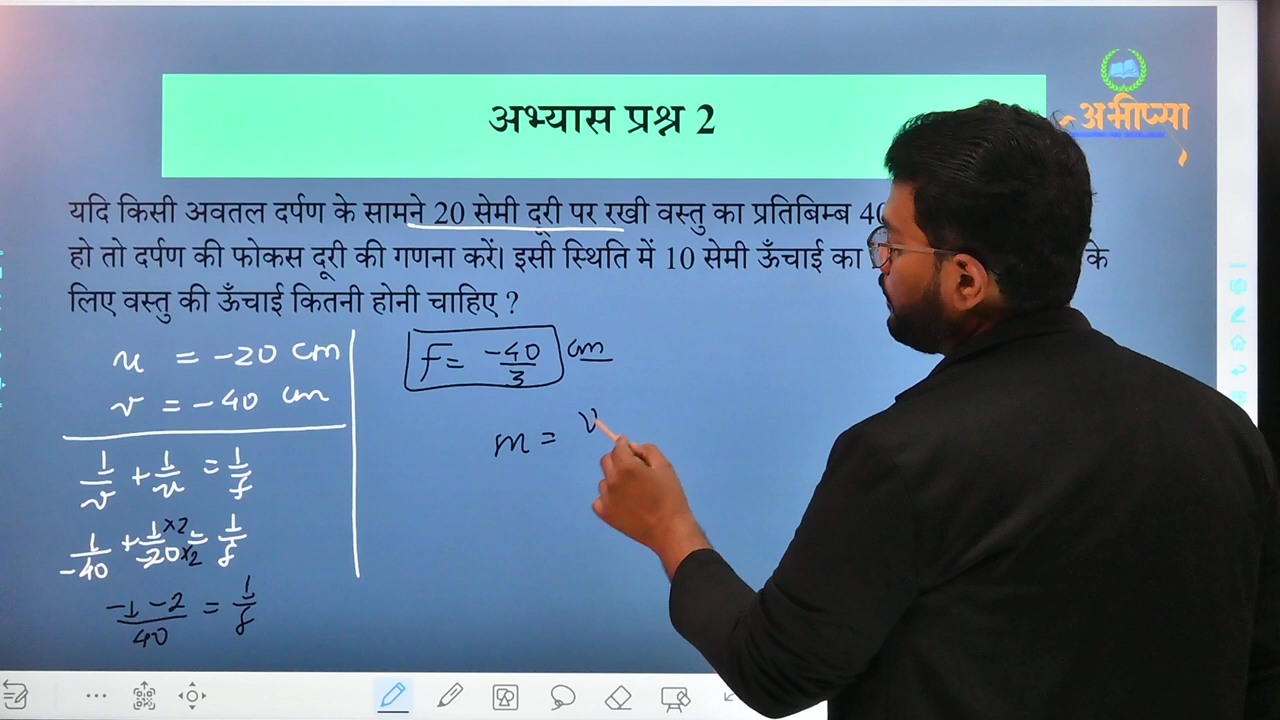 अभ्यास प्रश्न 2
अभीप्सा
यदि किसी अवतल दर्पण के सामने 20 सेमी दूरी पर रखी वस्तु का प्रतिबिम्ब
हो तो दर्पण की फोकस दूरी की गणना करें। इसी स्थिति में 10 सेमी ऊँचाई का के
लिए वस्तु की ऊँचाई कितनी होनी चाहिए ?
u = -20 cm
v = -40 cm
1/v + 1/u = 1/f
1/-40 + 1×2/-20×2 = 1/f
-1-2/40 = 1/f
f = -40/3 cm
m = v